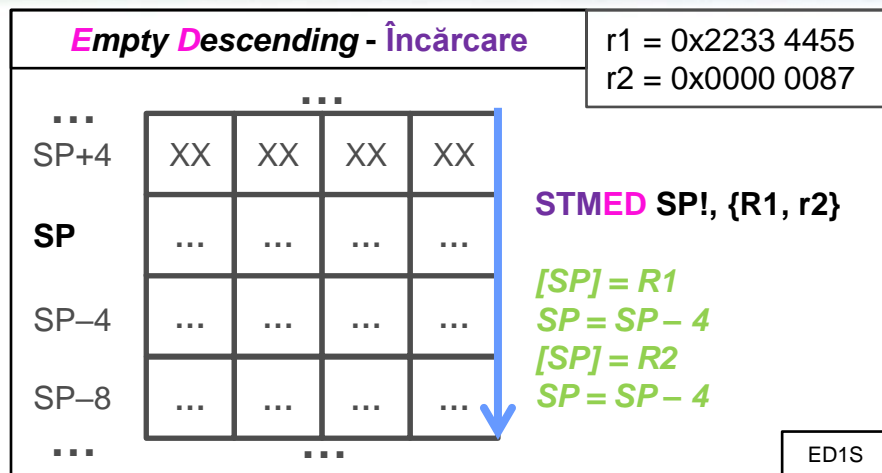 Empty Descending - Încărcare
r1 = 0x2233 4455
r2 = 0x0000 0087
... ...
SP+4 XX XX XX XX
SP ... ... ... ...
SP–4 ... ... ... ...
SP–8 ... ... ... ...
... ...
STMED SP!, {R1, r2}
[SP] = R1
SP = SP – 4
[SP] = R2
SP = SP – 4
ED1S